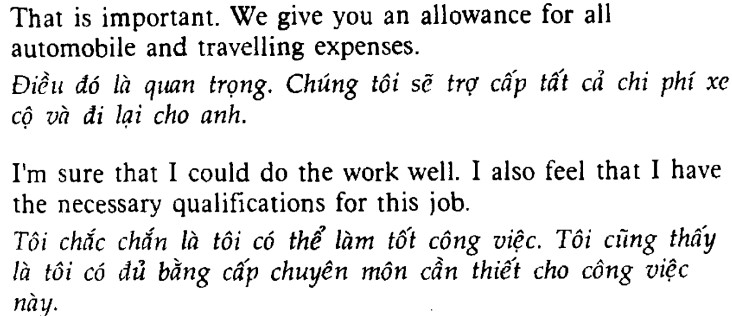 That is important. We give you an allowance for all
automobile and travelling expenses.
Điều đó là quan trọng. Chúng tôi sẽ trợ cấp tất cả chi phí xe
cộ và đi lại cho anh.
I'm sure that I could do the work well. I also feel that I have
the necessary qualifications for this job.
Tôi chắc chắn là tôi có thể làm tốt công việc. Tôi cũng thấy
là tôi có đủ bằng cấp chuyên môn cần thiết cho công việc
này.